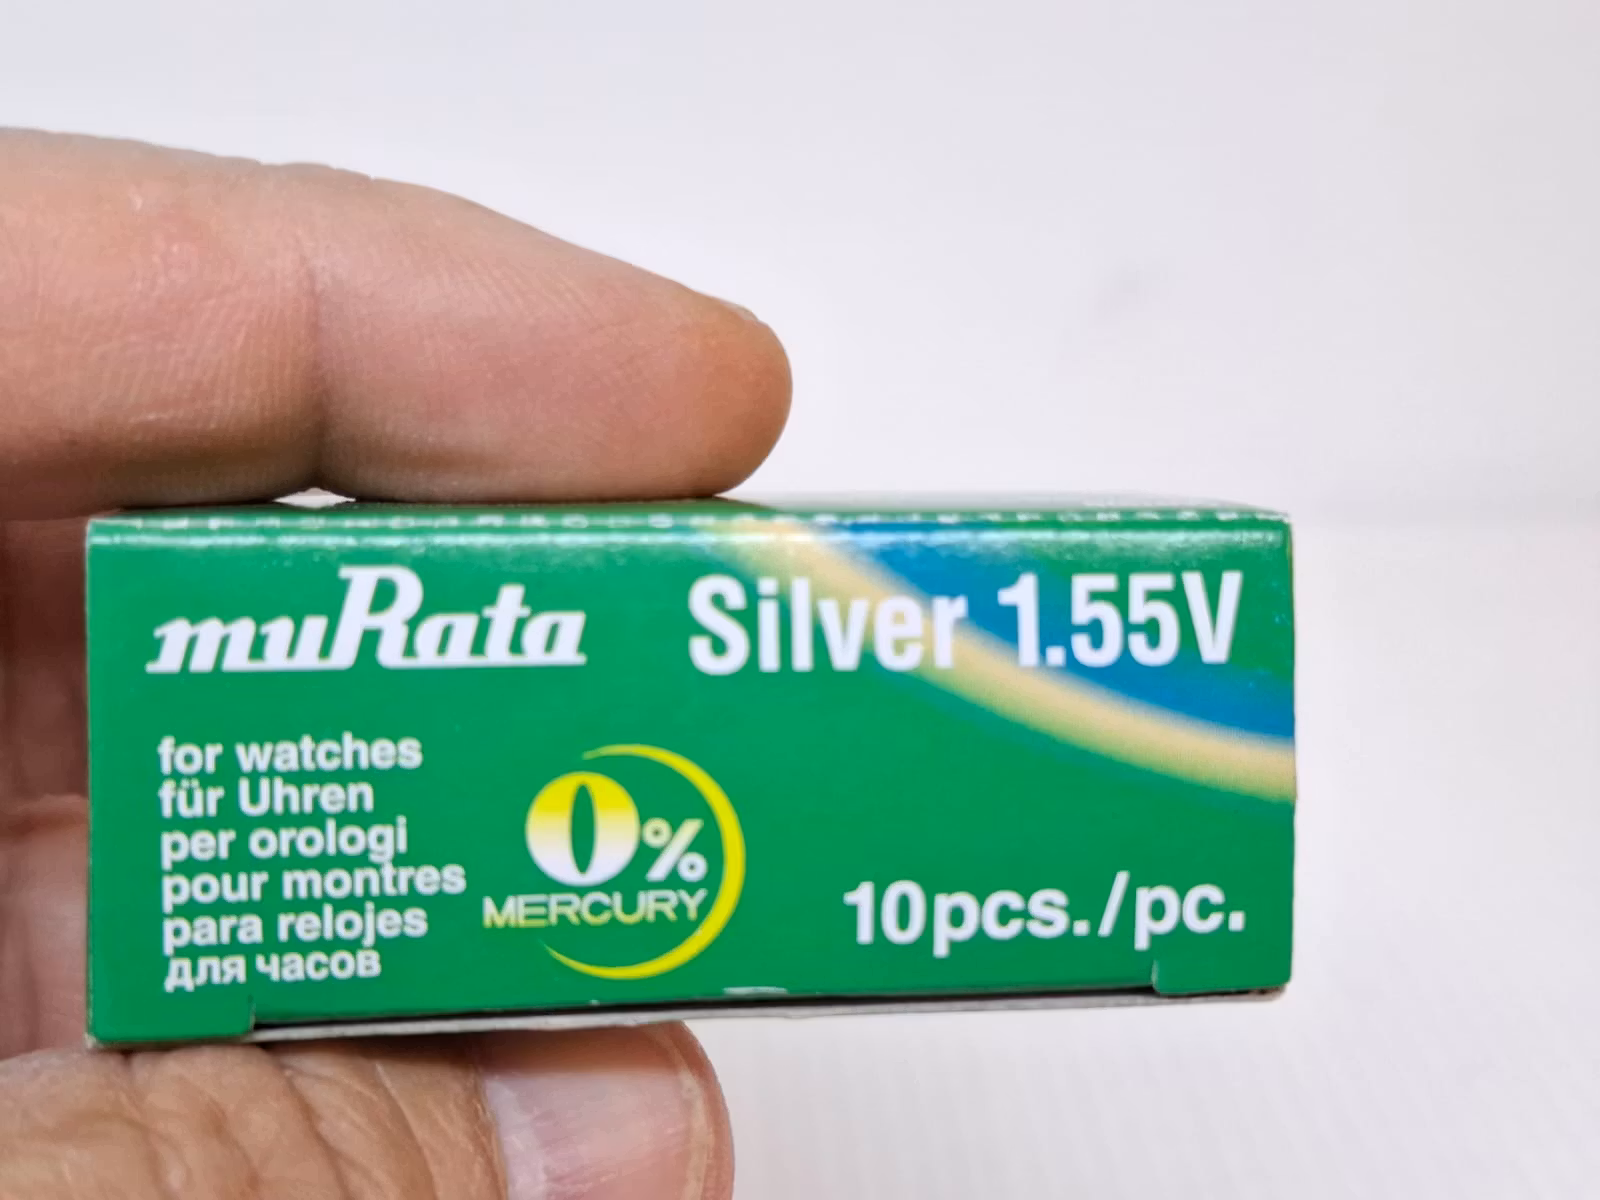 muRata
Silver 1.55V
for watches
für Uhren
per orologi
pour montres
para relojes
для часов
0%
MERCURY
10pcs./pc.